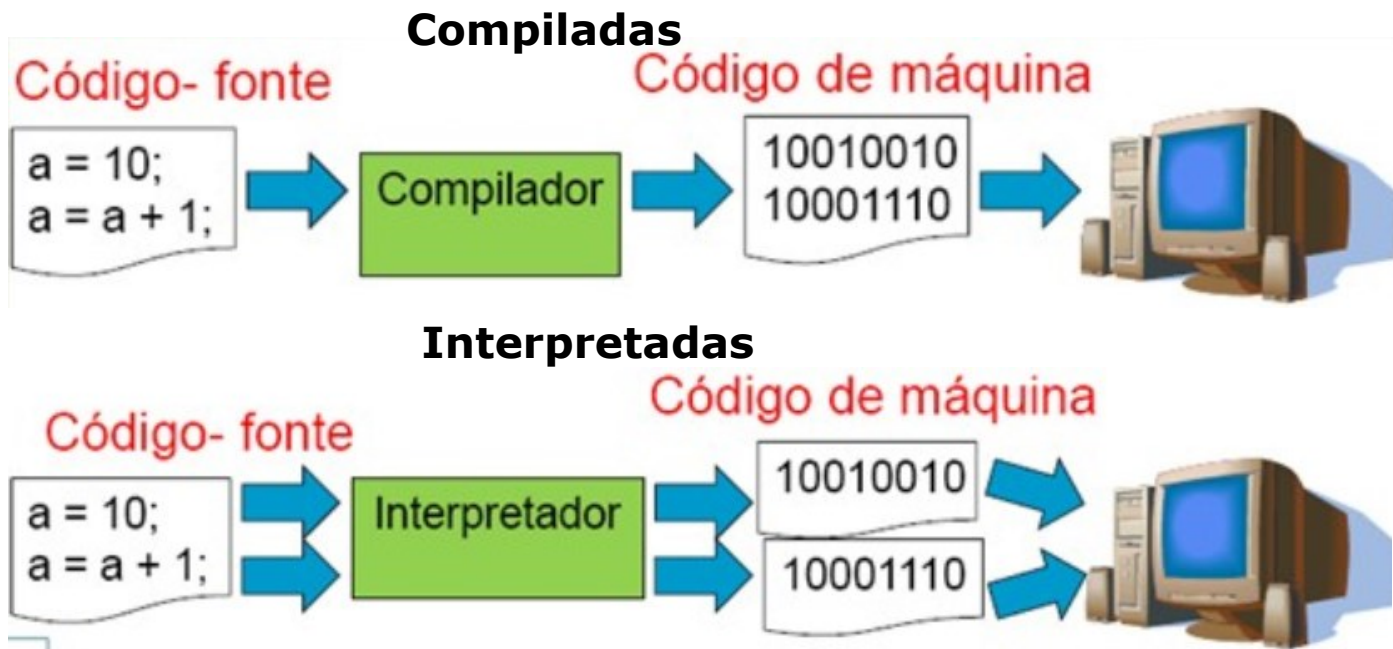 Compiladas
Código- fonte
Código de máquina
a = 10;
a = a + 1;
Compilador
10010010
10001110
Interpretadas
Código- fonte
Código de máquina
a = 10;
a = a + 1;
Interpretador
10010010
10001110